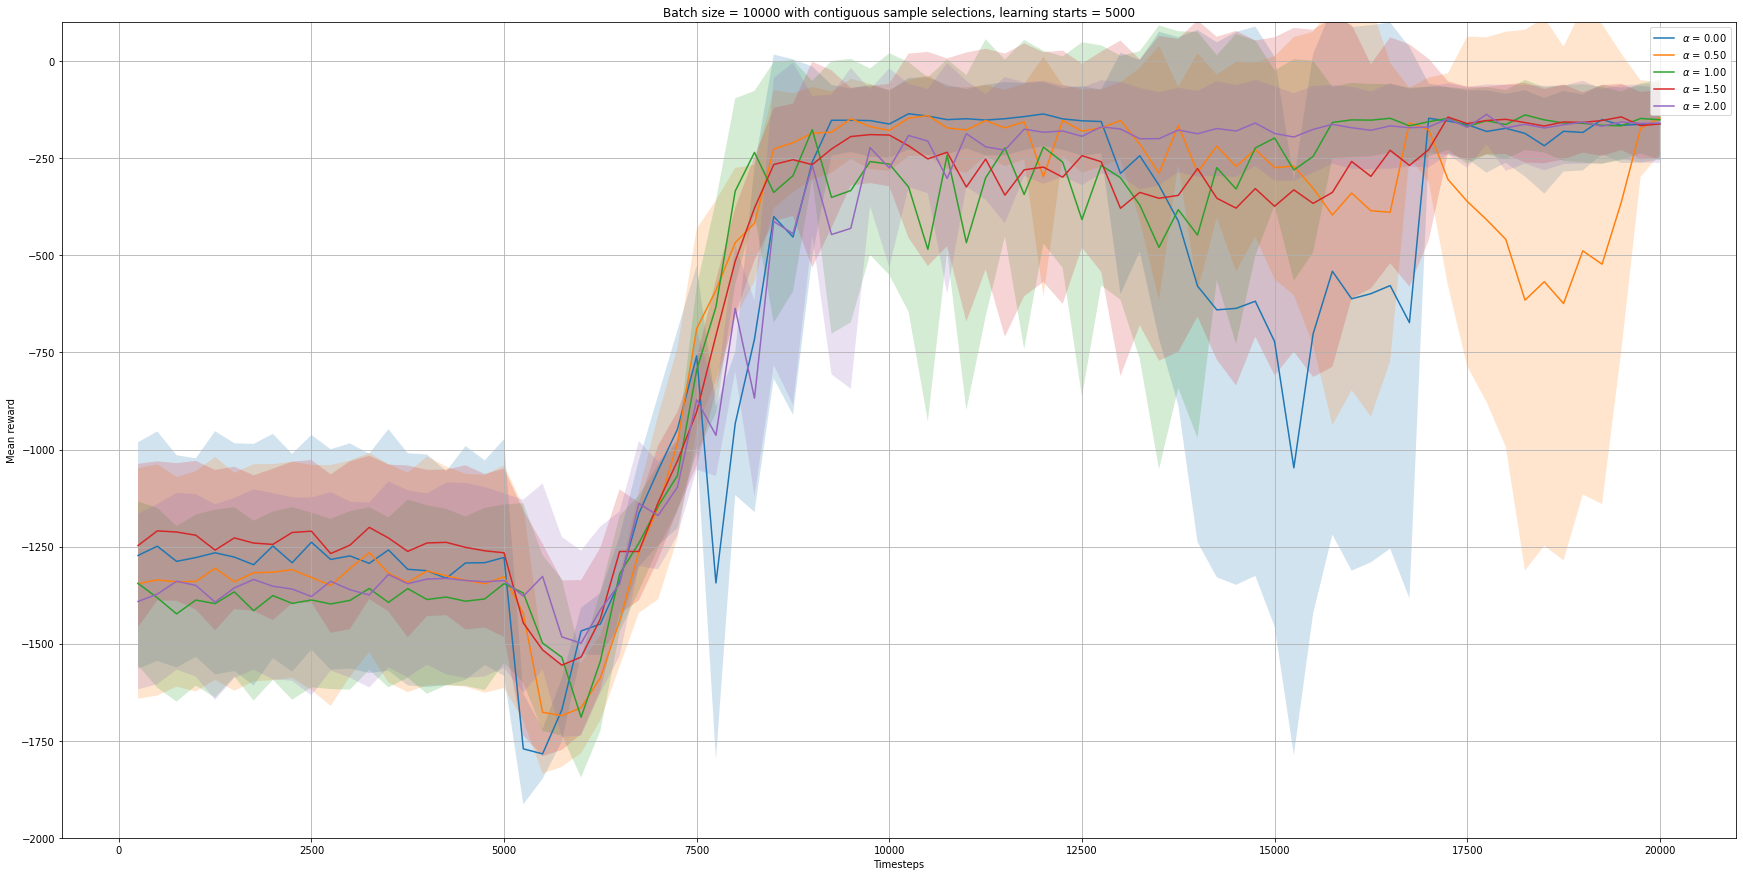 Batch size = 10000 with contiguous sample selections, learning starts = 5000
Mean reward
0
−250
−500
−750
−1000
−1250
−1500
−1750
−2000
α = 0.00
α = 0.50
α = 1.00
α = 1.50
α = 2.00
0 2500 5000 7500 10000 12500 15000 17500 20000
Timesteps